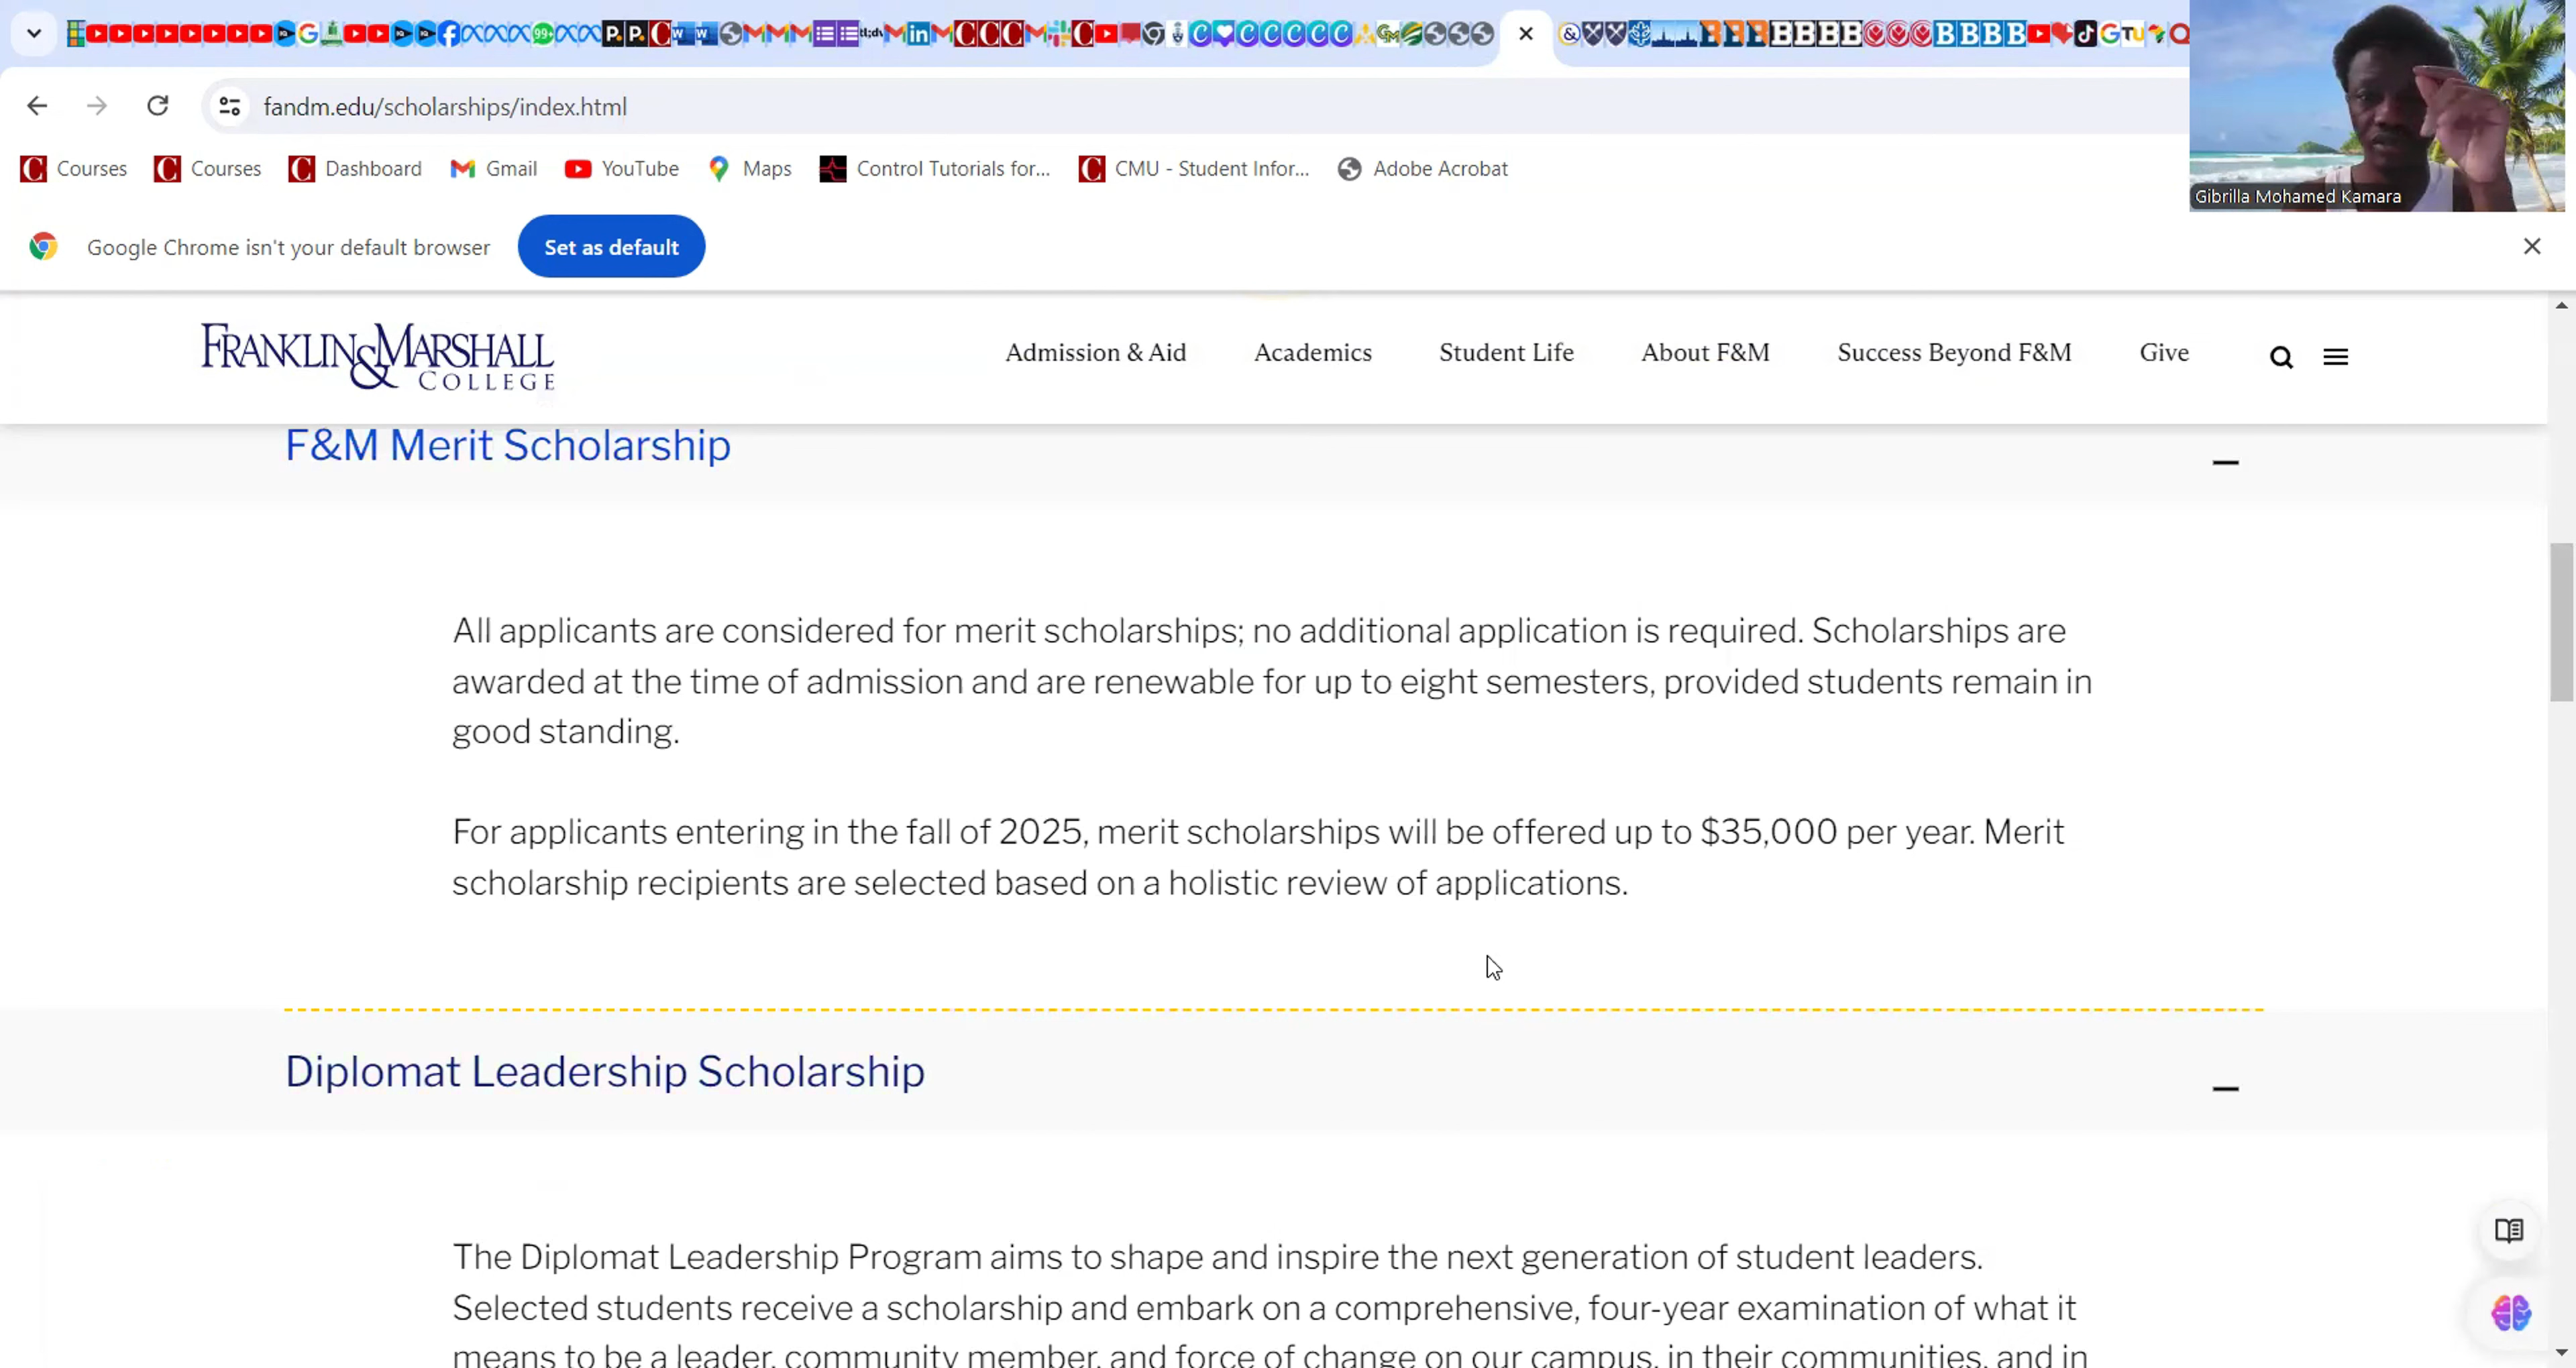 fandm.edu/scholarships/index.html
Courses Courses Dashboard Gmail YouTube Maps Control Tutorials for... CMU - Student Infor... Adobe Acrobat
Gibrilla Mohamed Kamara
Google Chrome isn't your default browser Set as default
FRANKLIN & MARSHALL
COLLEGE
Admission & Aid Academics Student Life About F&M Success Beyond F&M Give
F&M Merit Scholarship
All applicants are considered for merit scholarships; no additional application is required. Scholarships are
awarded at the time of admission and are renewable for up to eight semesters, provided students remain in
good standing.
For applicants entering in the fall of 2025, merit scholarships will be offered up to $35,000 per year. Merit
scholarship recipients are selected based on a holistic review of applications.
Diplomat Leadership Scholarship
The Diplomat Leadership Program aims to shape and inspire the next generation of student leaders.
Selected students receive a scholarship and embark on a comprehensive, four-year examination of what it
means to be a leader, community member, and force of change on our campus, in their communities, and in